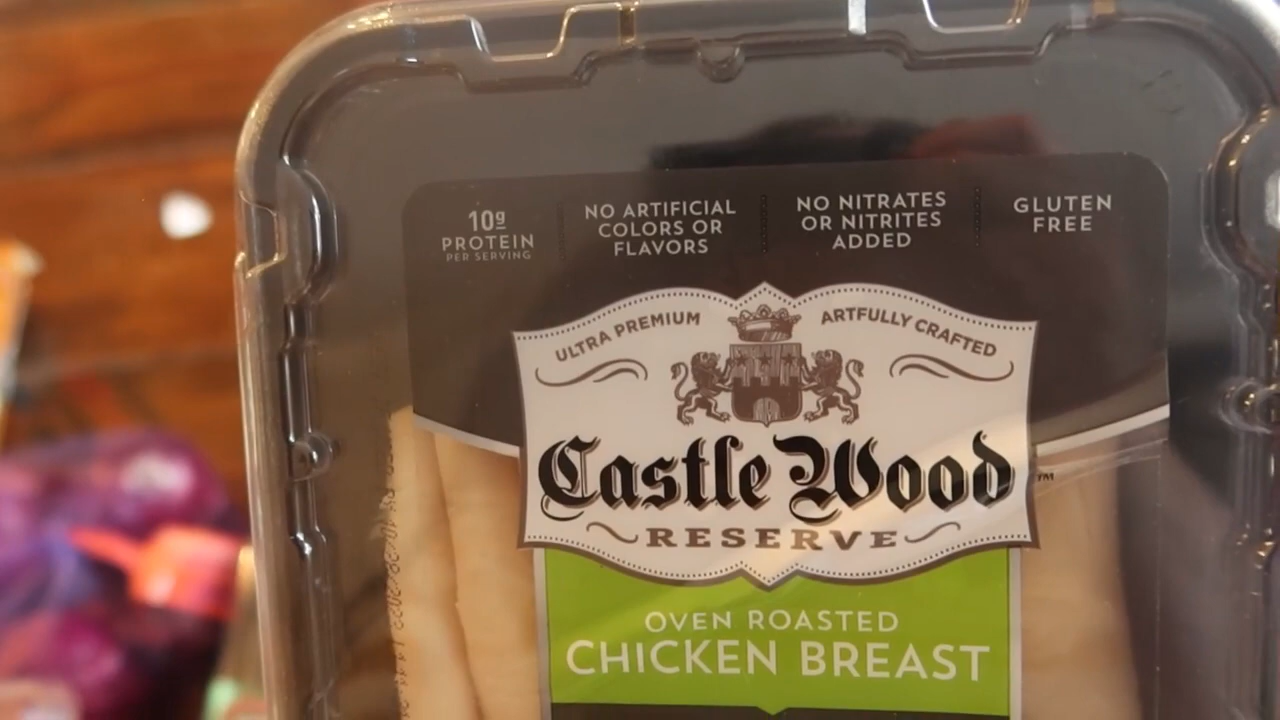 10g
PROTEIN
PER SERVING
NO ARTIFICIAL
COLORS OR
FLAVORS
NO NITRATES
OR NITRITES
ADDED
GLUTEN
FREE
ULTRA PREMIUM
ARTFULLY CRAFTED
Castle Wood
™
RESERVE
OVEN ROASTED
CHICKEN BREAST